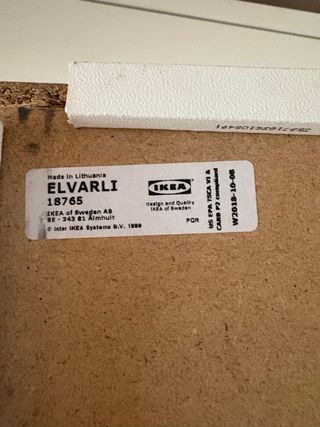 Made in Lithuania
ELVARLI
18765
IKEA of Sweden AB
SE - 343 81 Älmhult
© Inter IKEA Systems B.V. 1999
IKEA
Design and Quality
IKEA of Sweden
PQR
US EPA TSCA VI &
CARB P2 compliant
W2018-10-08